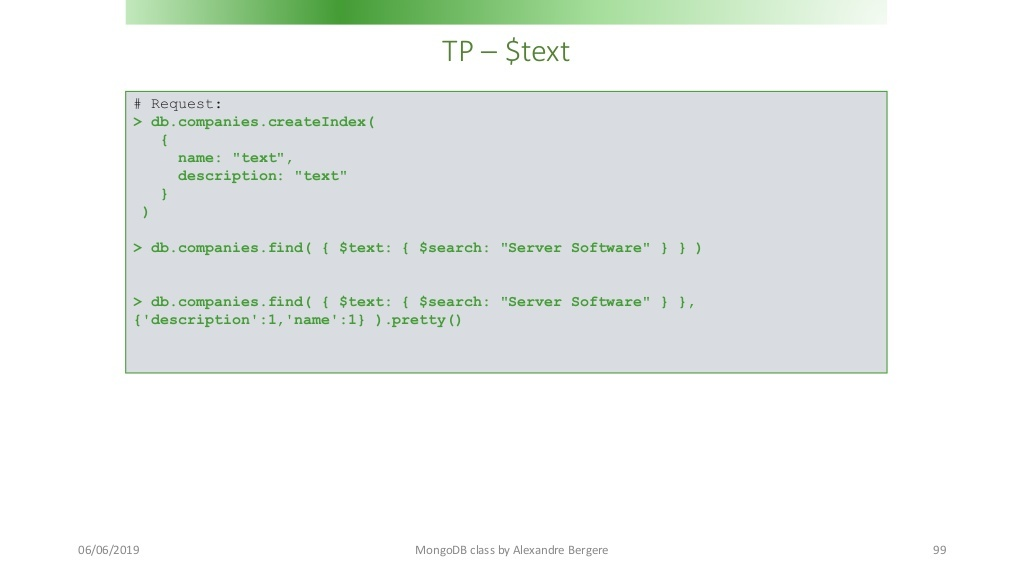 TP – $text
# Request:
> db.companies.createIndex(
   {
     name: "text",
     description: "text"
   }
 )
> db.companies.find( { $text: { $search: "Server Software" } } )
> db.companies.find( { $text: { $search: "Server Software" } },
{'description':1,'name':1} ).pretty()
06/06/2019
MongoDB class by Alexandre Bergere
99